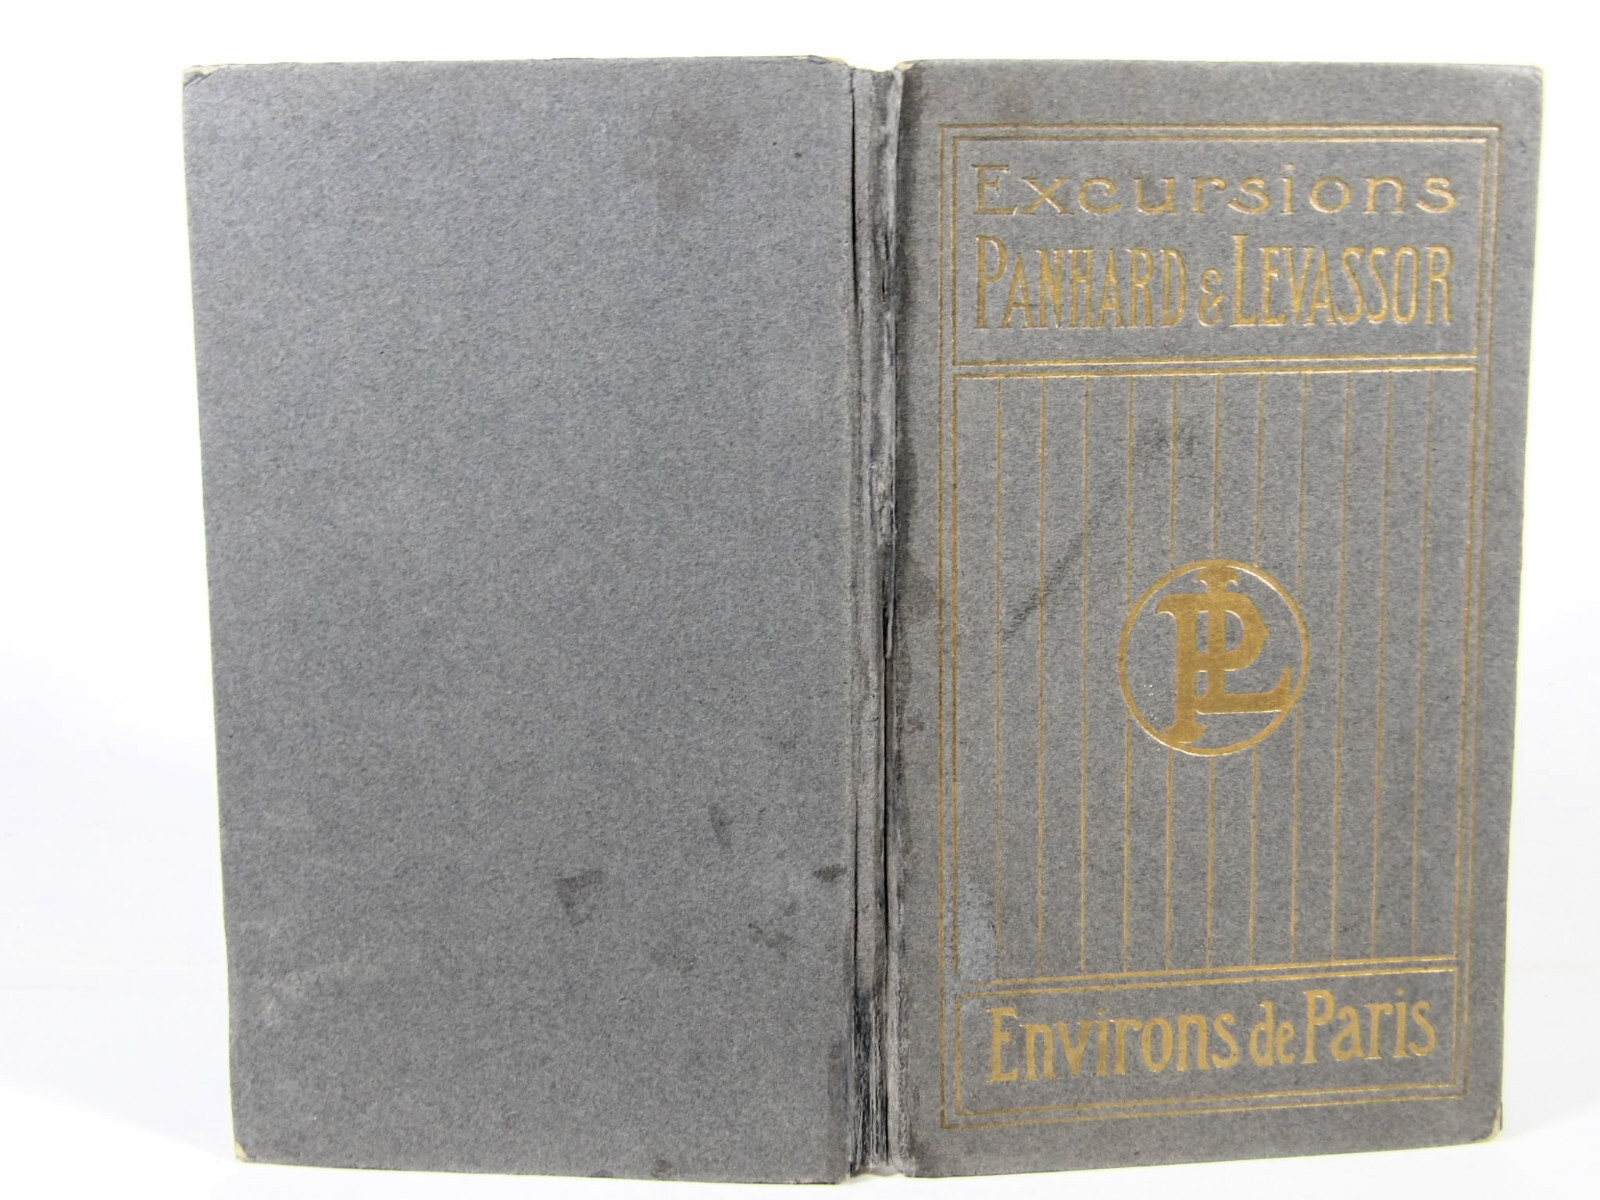 Excursions
PANHARD & LEVASSOR
PL
Environs de Paris